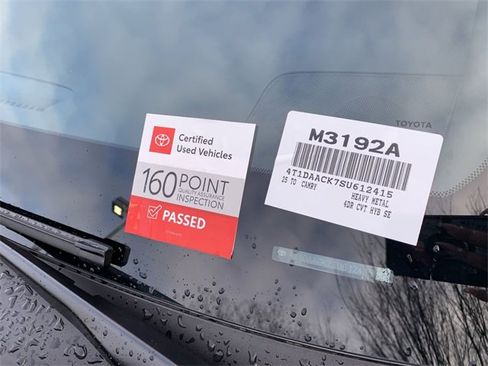 TOYOTA
Certified
Used Vehicles
160 POINT
QUALITY ASSURANCE
INSPECTION
PASSED
M3192A
4T1DAACK7SU612415
25 TO CAMRY
HEAVY METAL
4DR CVT HYB SE